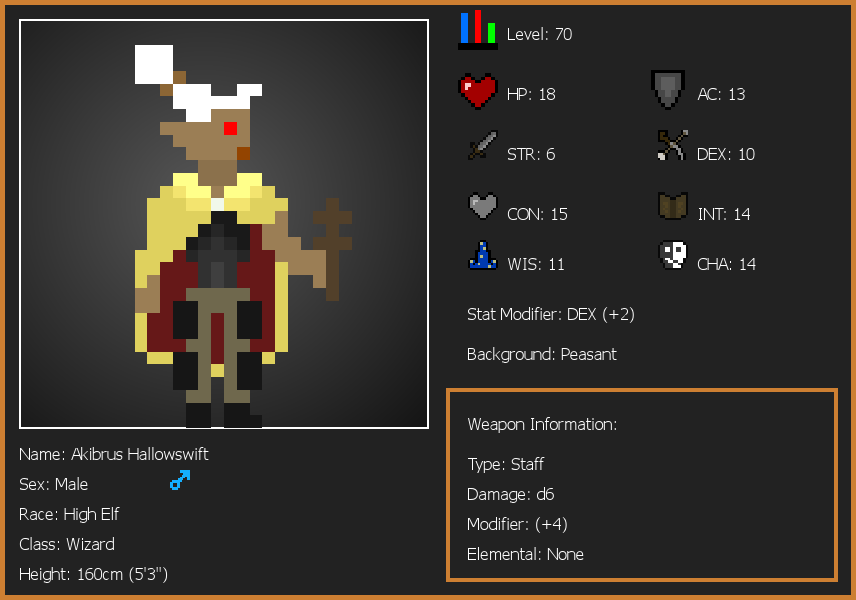 Level: 70
HP: 18
AC: 13
STR: 6
DEX: 10
CON: 15
INT: 14
WIS: 11
CHA: 14
Stat Modifier: DEX (+2)
Background: Peasant
Weapon Information:
Type: Staff
Damage: d6
Modifier: (+4)
Elemental: None
Name: Akibrus Hallowswift
Sex: Male
Race: High Elf
Class: Wizard
Height: 160cm (5'3")